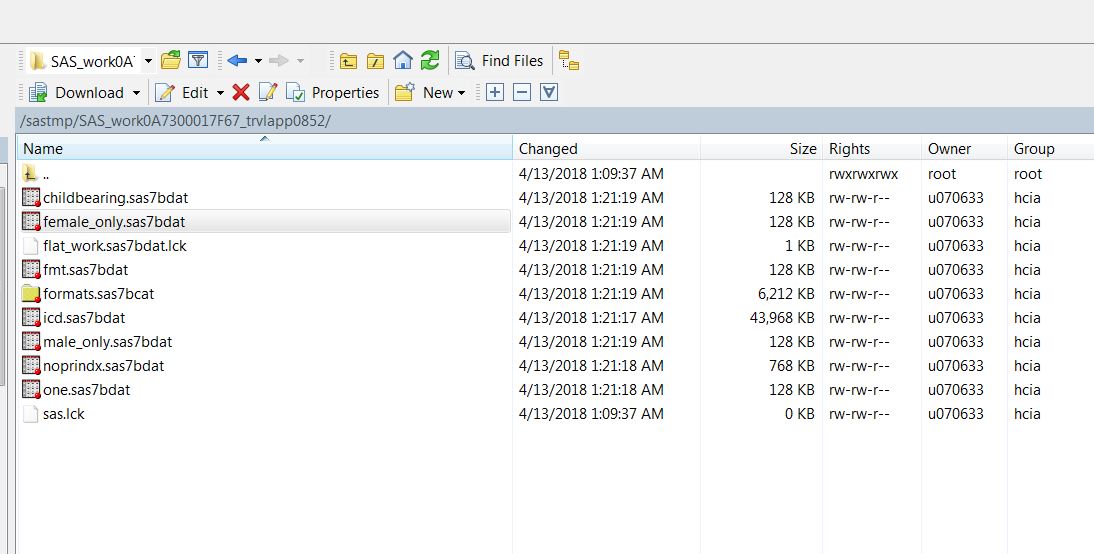 SAS_work0A7 Find Files
Download Edit Properties New
/sastmp/SAS_work0A7300017F67_trvlapp0852/
Name Changed Size Rights Owner Group
.. 4/13/2018 1:09:37 AM rwxrwxrwx root root
childbearing.sas7bdat 4/13/2018 1:21:19 AM 128 KB rw-rw-r-- u070633 hcia
female_only.sas7bdat 4/13/2018 1:21:19 AM 128 KB rw-rw-r-- u070633 hcia
flat_work.sas7bdat.lck 4/13/2018 1:21:19 AM 1 KB rw-rw-r-- u070633 hcia
fmt.sas7bdat 4/13/2018 1:21:19 AM 128 KB rw-rw-r-- u070633 hcia
formats.sas7bcat 4/13/2018 1:21:19 AM 6,212 KB rw-rw-r-- u070633 hcia
icd.sas7bdat 4/13/2018 1:21:17 AM 43,968 KB rw-rw-r-- u070633 hcia
male_only.sas7bdat 4/13/2018 1:21:19 AM 128 KB rw-rw-r-- u070633 hcia
noprindx.sas7bdat 4/13/2018 1:21:18 AM 768 KB rw-rw-r-- u070633 hcia
one.sas7bdat 4/13/2018 1:21:18 AM 128 KB rw-rw-r-- u070633 hcia
sas.lck 4/13/2018 1:09:37 AM 0 KB rw-rw-r-- u070633 hcia